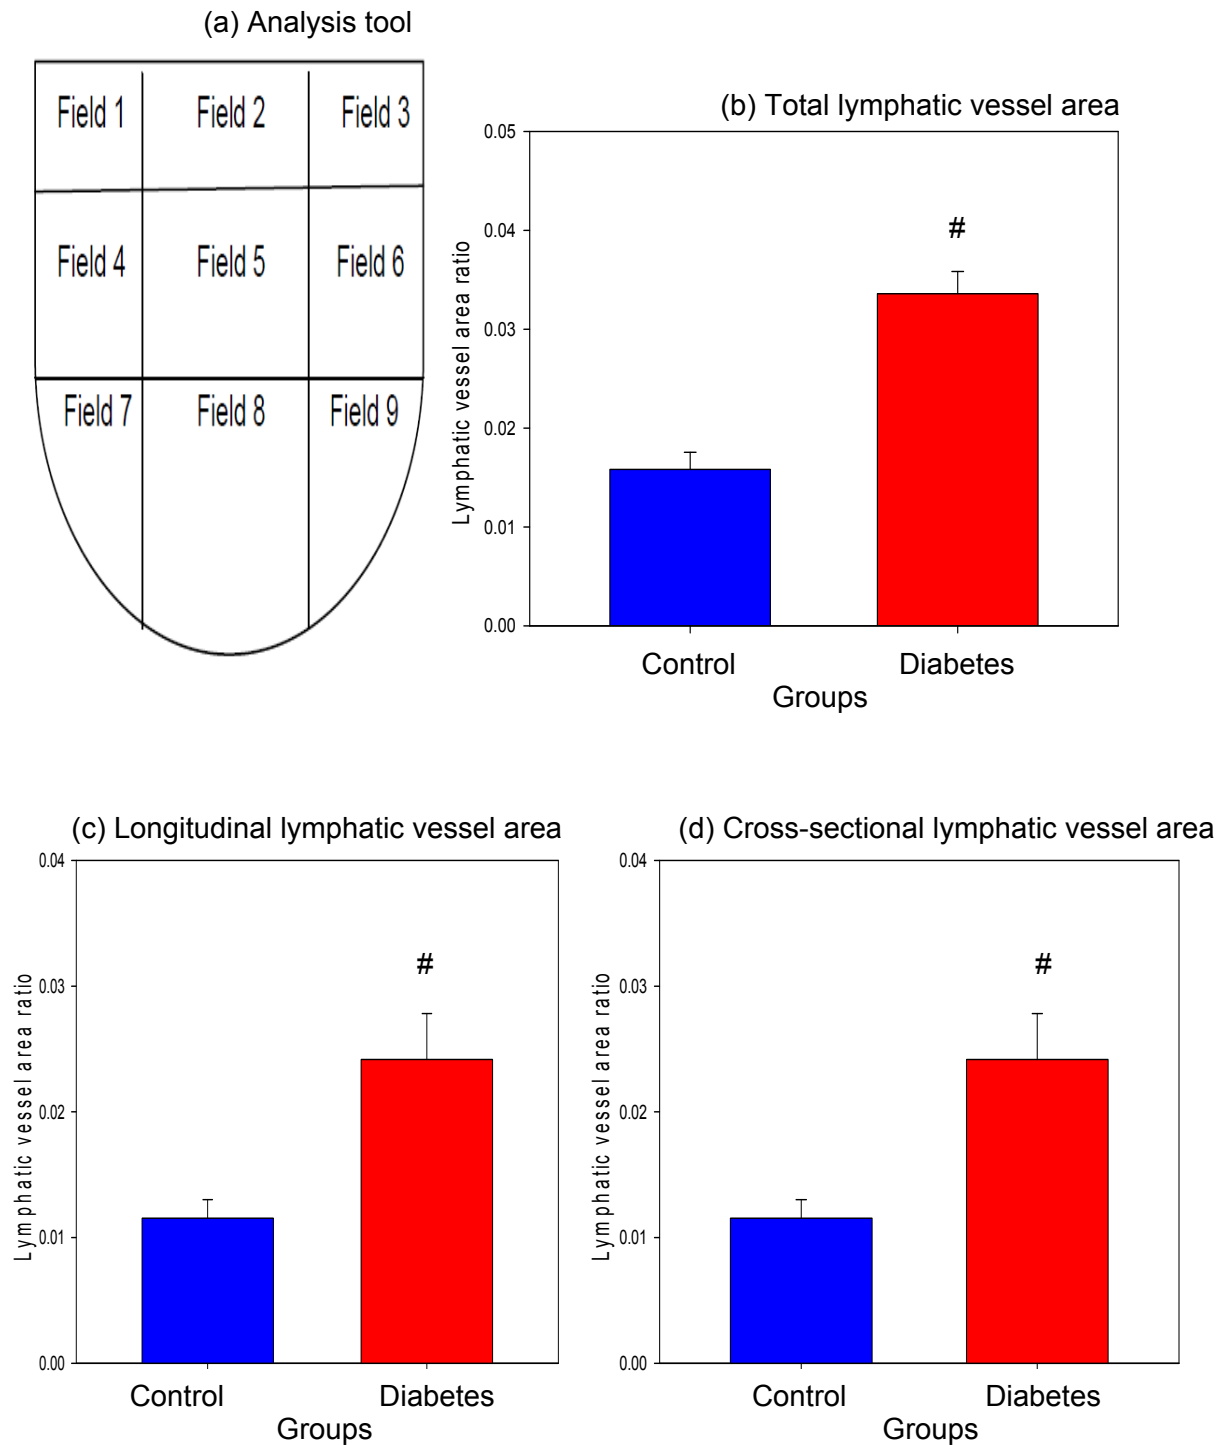 (a) Analysis tool
Field 1 Field 2 Field 3
Field 4 Field 5 Field 6
Field 7 Field 8 Field 9
(b) Total lymphatic vessel area
Lymphatic vessel area ratio
0.05
0.04
0.03
0.02
0.01
0.00
#
Control Diabetes
Groups
(c) Longitudinal lymphatic vessel area
Lymphatic vessel area ratio
0.04
0.03
0.02
0.01
0.00
#
Control Diabetes
Groups
(d) Cross-sectional lymphatic vessel area
Lymphatic vessel area ratio
0.04
0.03
0.02
0.01
0.00
#
Control Diabetes
Groups